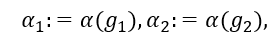 α₁: = α(g₁), α₂: = α(g₂),